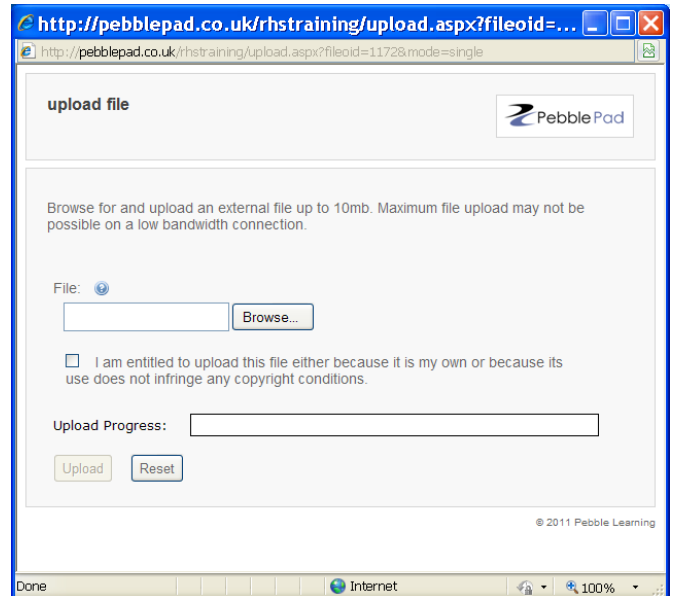 http://pebblepad.co.uk/rhstraining/upload.aspx?fileoid=...
http://pebblepad.co.uk/rhstraining/upload.aspx?fileoid=1172&mode=single
upload file
PebblePad
Browse for and upload an external file up to 10mb. Maximum file upload may not be
possible on a low bandwidth connection.
File:
Browse...
I am entitled to upload this file either because it is my own or because its
use does not infringe any copyright conditions.
Upload Progress:
Upload Reset
© 2011 Pebble Learning
Done Internet 100%